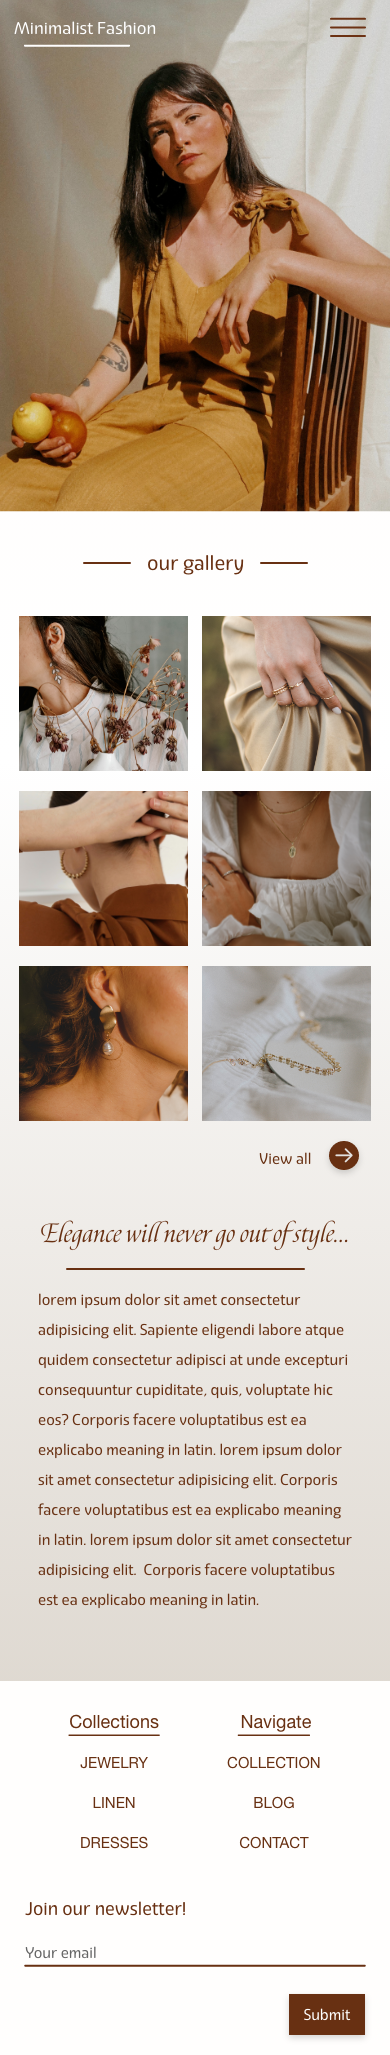 Minimalist Fashion
our gallery
View all
Elegance will never go out of style...
lorem ipsum dolor sit amet consectetur
adipisicing elit. Sapiente eligendi labore atque
quidem consectetur adipisci at unde excepturi
consequuntur cupiditate, quis, voluptate hic
eos? Corporis facere voluptatibus est ea
explicabo meaning in latin. lorem ipsum dolor
sit amet consectetur adipisicing elit. Corporis
facere voluptatibus est ea explicabo meaning
in latin. lorem ipsum dolor sit amet consectetur
adipisicing elit.  Corporis facere voluptatibus
est ea explicabo meaning in latin.
Collections
JEWELRY
LINEN
DRESSES
Navigate
COLLECTION
BLOG
CONTACT
Join our newsletter!
Your email
Submit